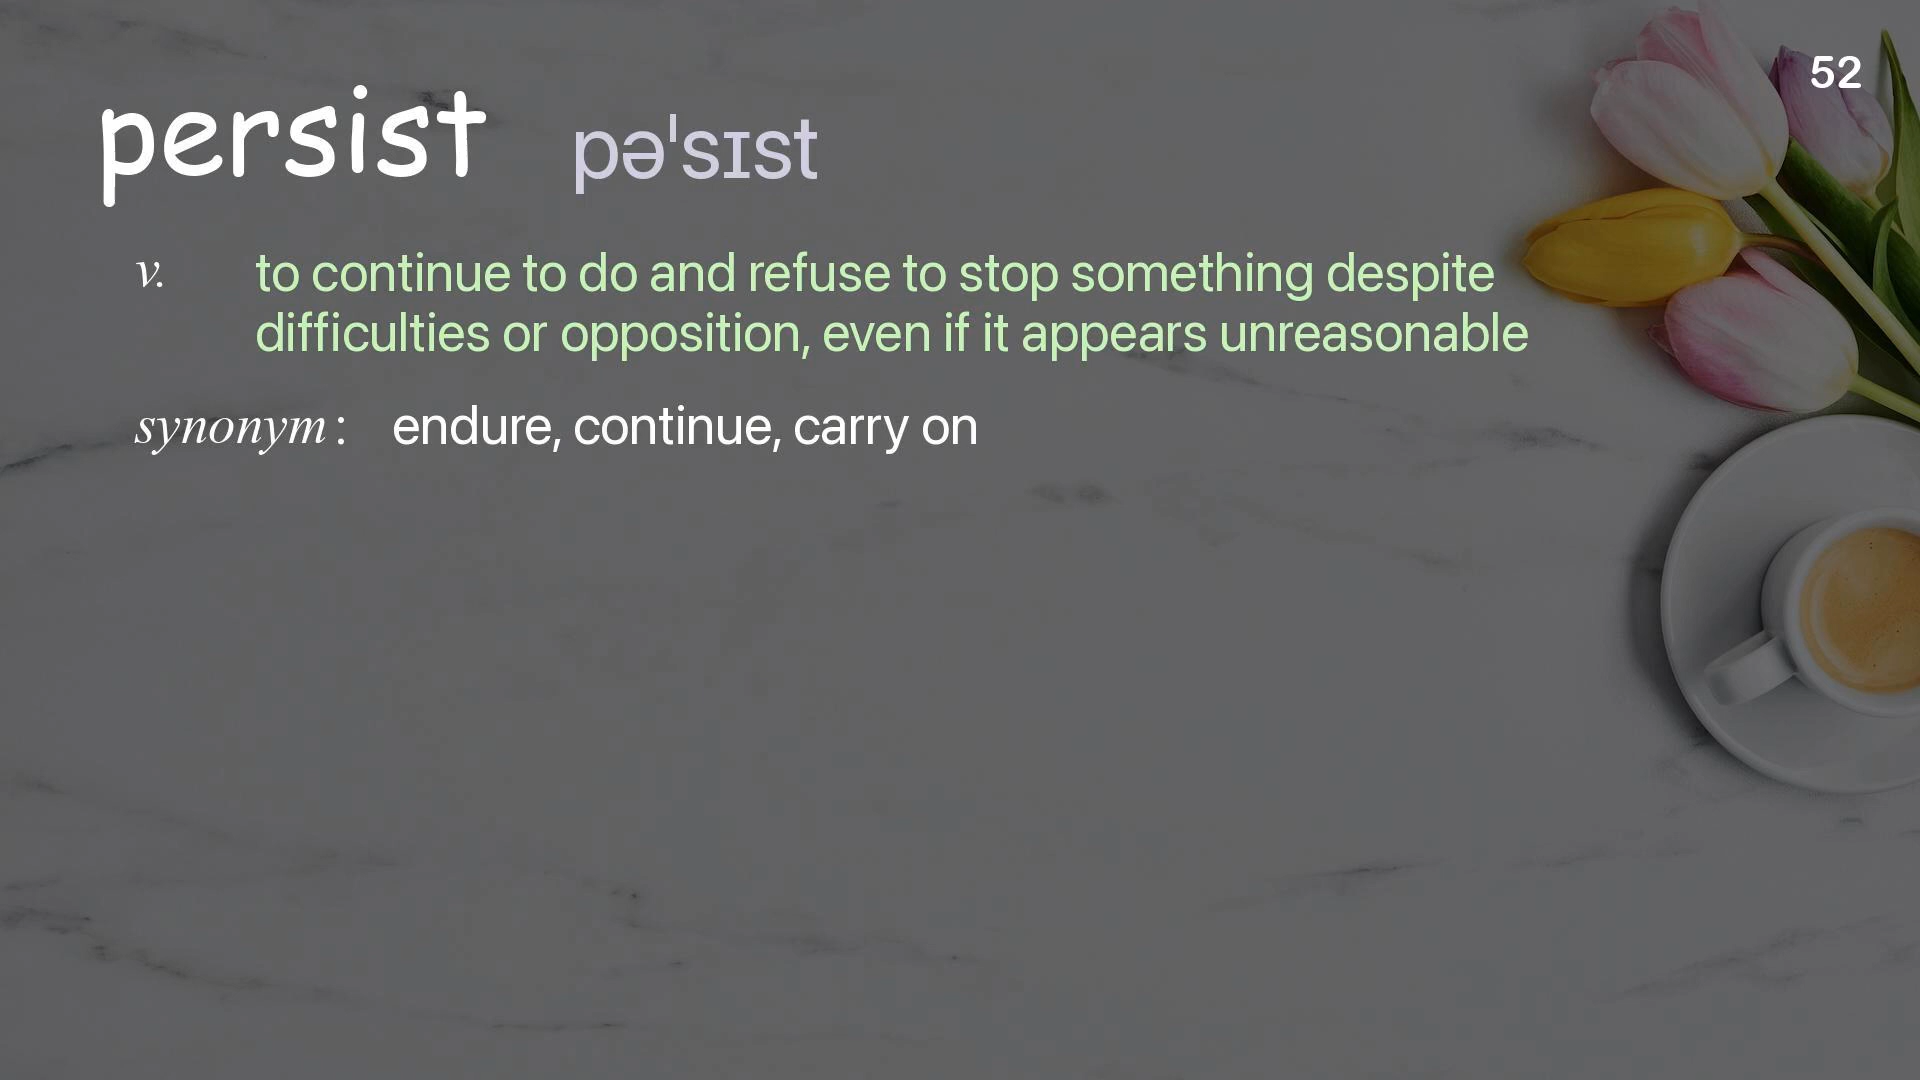 52
persist pəˈsɪst
v. to continue to do and refuse to stop something despite
difficulties or opposition, even if it appears unreasonable
synonym : endure, continue, carry on